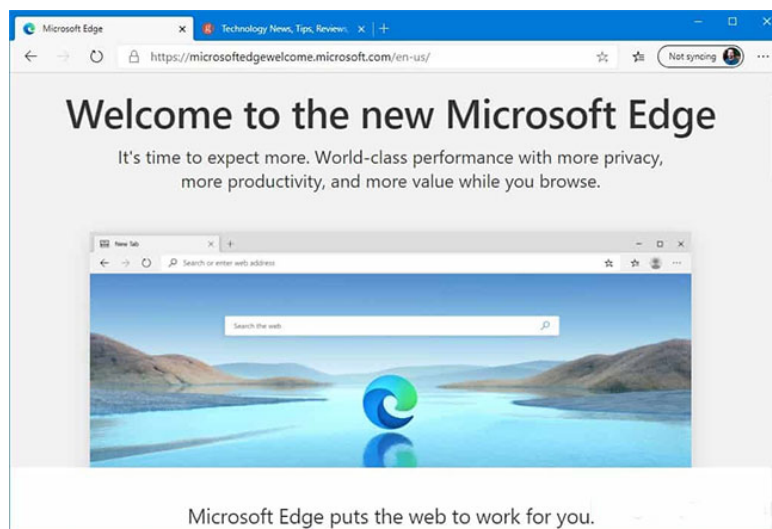 Microsoft Edge
Technology News, Tips, Reviews,
https://microsoftedgewelcome.microsoft.com/en-us/
Not syncing
Welcome to the new Microsoft Edge
It's time to expect more. World-class performance with more privacy,
more productivity, and more value while you browse.
New Tab
Search or enter web address
Search the web
Microsoft Edge puts the web to work for you.